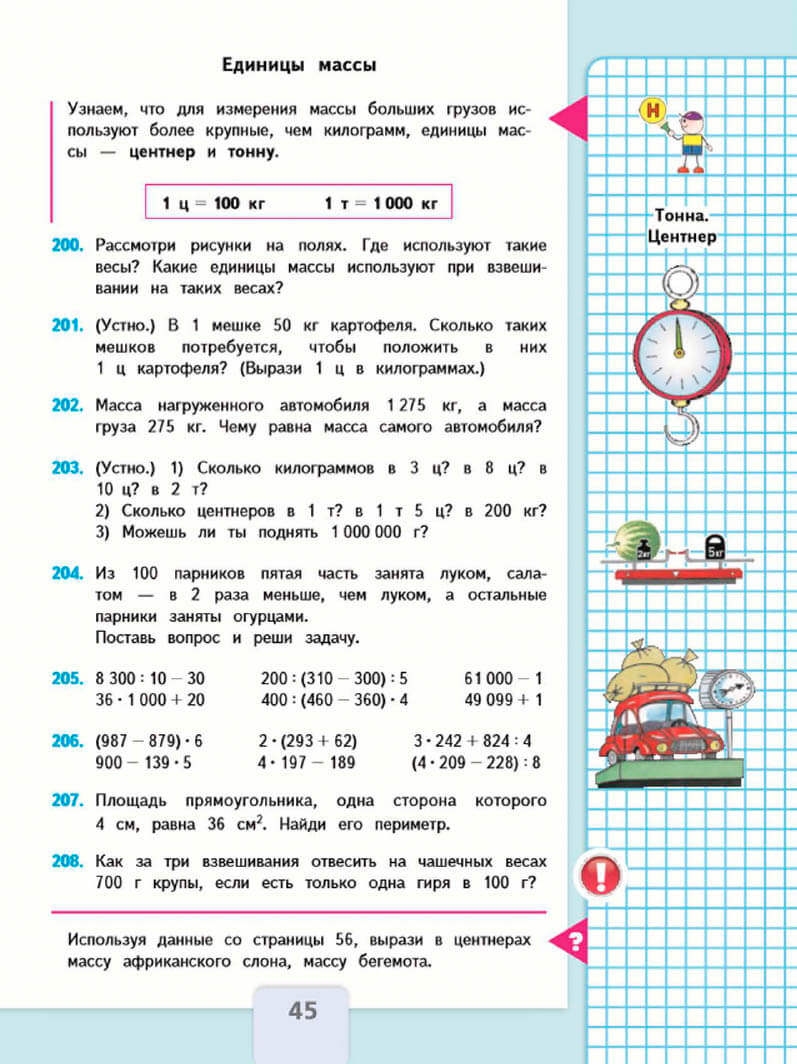 Единицы массы
Узнаем, что для измерения массы больших грузов ис-
пользуют более крупные, чем килограмм, единицы мас-
сы — центнер и тонну.
1 ц = 100 кг 1 т = 1 000 кг
200. Рассмотри рисунки на полях. Где используют такие
весы? Какие единицы массы используют при взвеши-
вании на таких весах?
201. (Устно.) В 1 мешке 50 кг картофеля. Сколько таких
мешков потребуется, чтобы положить в них
1 ц картофеля? (Вырази 1 ц в килограммах.)
202. Масса нагруженного автомобиля 1 275 кг, а масса
груза 275 кг. Чему равна масса самого автомобиля?
203. (Устно.) 1) Сколько килограммов в 3 ц? в 8 ц? в
10 ц? в 2 т?
2) Сколько центнеров в 1 т? в 1 т 5 ц? в 200 кг?
3) Можешь ли ты поднять 1 000 000 г?
204. Из 100 парников пятая часть занята луком, сала-
том — в 2 раза меньше, чем луком, а остальные
парники заняты огурцами.
Поставь вопрос и реши задачу.
205. 8 300 : 10 − 30 200 : (310 − 300) : 5 61 000 − 1
36 · 1 000 + 20 400 : (460 − 360) · 4 49 099 + 1
206. (987 − 879) · 6 2 · (293 + 62) 3 · 242 + 824 : 4
900 − 139 · 5 4 · 197 − 189 (4 · 209 − 228) : 8
207. Площадь прямоугольника, одна сторона которого
4 см, равна 36 см². Найди его периметр.
208. Как за три взвешивания отвесить на чашечных весах
700 г крупы, если есть только одна гиря в 100 г?
Используя данные со страницы 56, вырази в центнерах
массу африканского слона, массу бегемота.
45
Н
Тонна.
Центнер
2кг 5кг
!
?